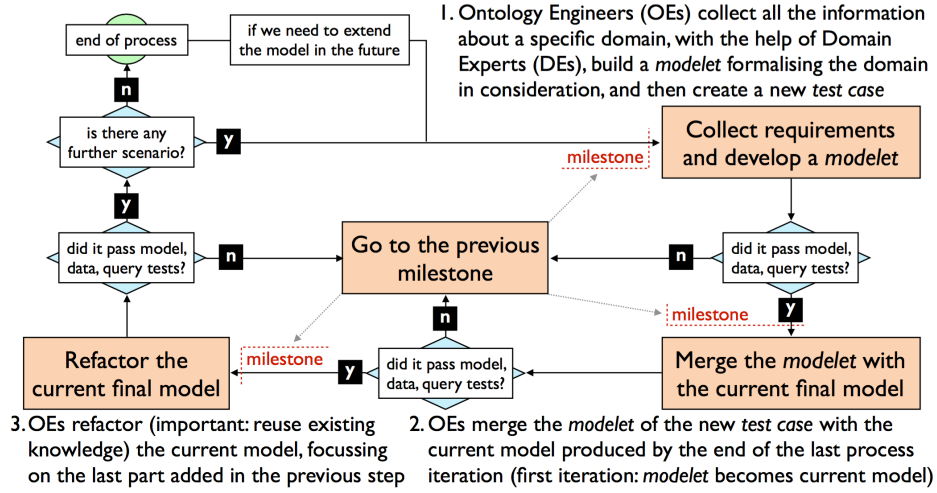 1. Ontology Engineers (OEs) collect all the information
about a specific domain, with the help of Domain
Experts (DEs), build a modelet formalising the domain
in consideration, and then create a new test case
end of process
if we need to extend
the model in the future
n
is there any
further scenario?
y
milestone
Collect requirements
and develop a modelet
y
did it pass model,
data, query tests?
n
Go to the previous
milestone
n
did it pass model,
data, query tests?
milestone
y
n
Refactor the
current final model
milestone
y
did it pass model,
data, query tests?
Merge the modelet with
the current final model
3. OEs refactor (important: reuse existing
knowledge) the current model, focussing
on the last part added in the previous step
2. OEs merge the modelet of the new test case with the
current model produced by the end of the last process
iteration (first iteration: modelet becomes current model)